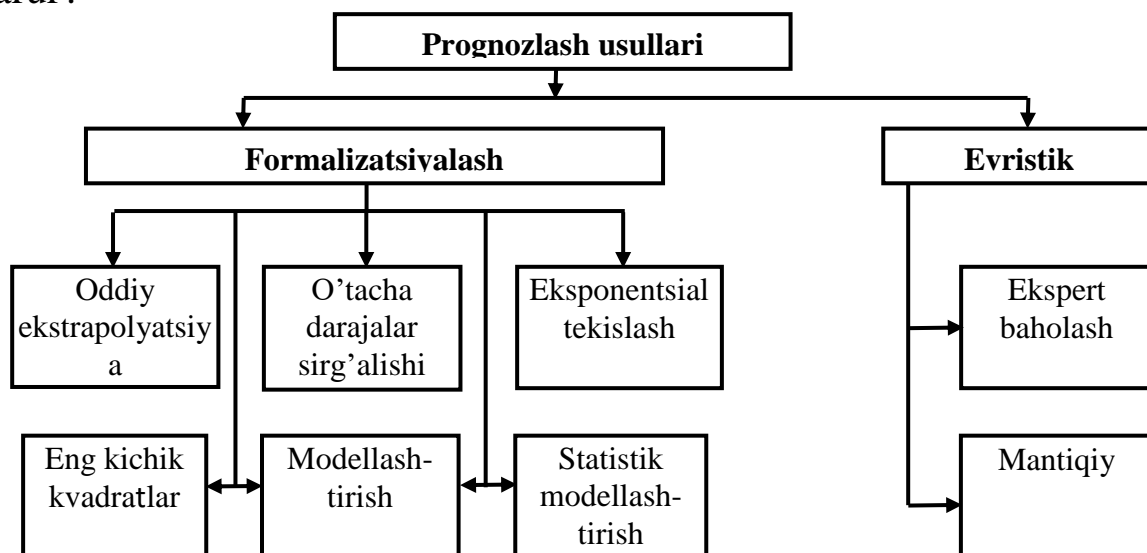 Prognozlash usullari
Formalizatsiyalash
Evristik
Oddiy
ekstrapolyatsiy
a
O’tacha
darajalar
sirg’alishi
Eksponentsial
tekislash
Ekspert
baholash
Eng kichik
kvadratlar
Modellash-
tirish
Statistik
modellash-
tirish
Mantiqiy